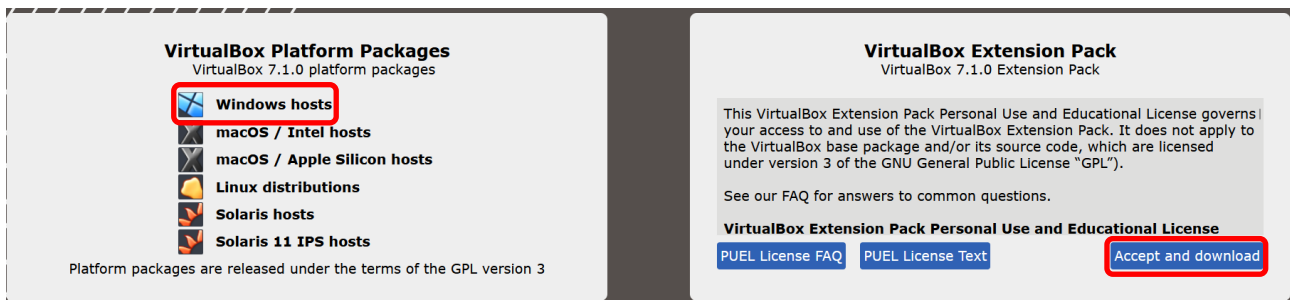 VirtualBox Platform Packages
VirtualBox 7.1.0 platform packages
Windows hosts
macOS / Intel hosts
macOS / Apple Silicon hosts
Linux distributions
Solaris hosts
Solaris 11 IPS hosts
Platform packages are released under the terms of the GPL version 3
VirtualBox Extension Pack
VirtualBox 7.1.0 Extension Pack
This VirtualBox Extension Pack Personal Use and Educational License governs
your access to and use of the VirtualBox Extension Pack. It does not apply to
the VirtualBox base package and/or its source code, which are licensed
under version 3 of the GNU General Public License “GPL”).
See our FAQ for answers to common questions.
VirtualBox Extension Pack Personal Use and Educational License
PUEL License FAQ
PUEL License Text
Accept and download